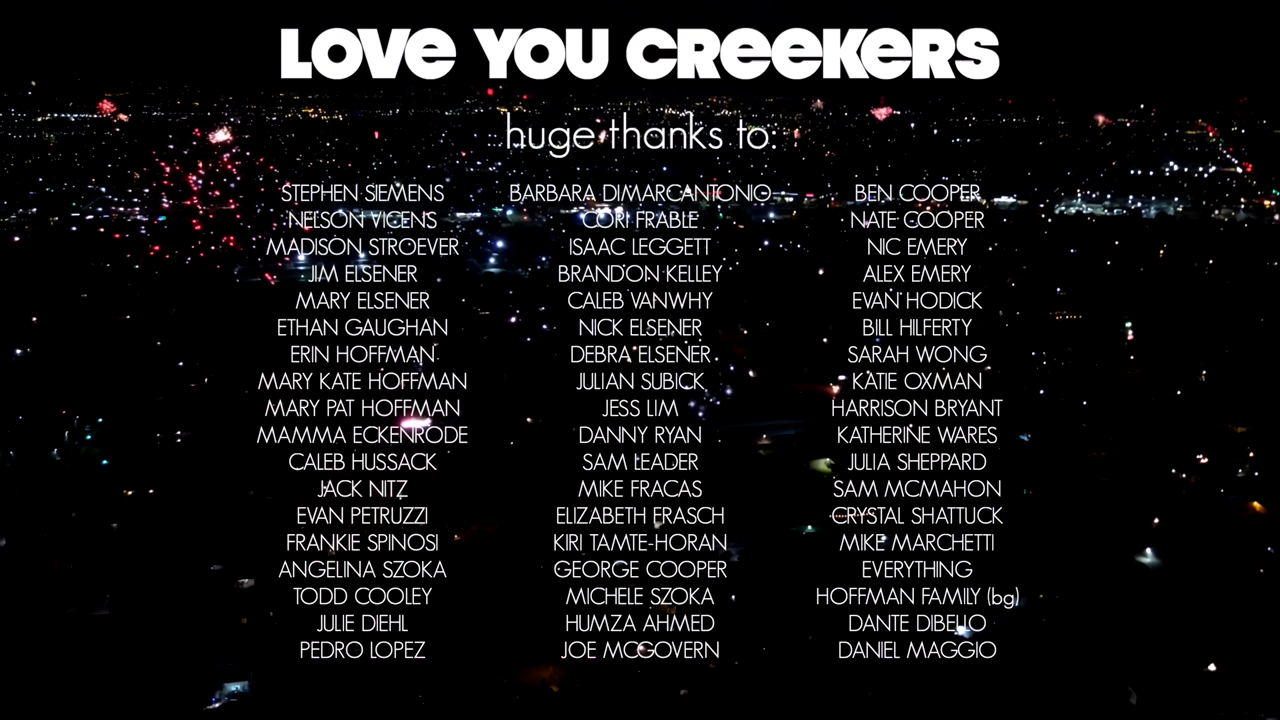 LOVE YOU CREEKERS
huge thanks to:
STEPHEN SIEMENS
NELSON VICENS
MADISON STROEVER
JIM ELSENER
MARY ELSENER
ETHAN GAUGHAN
ERIN HOFFMAN
MARY KATE HOFFMAN
MARY PAT HOFFMAN
MAMMA ECKENRODE
CALEB HUSSACK
JACK NITZ
EVAN PETRUZZI
FRANKIE SPINOSI
ANGELINA SZOKA
TODD COOLEY
JULIE DIEHL
PEDRO LOPEZ
BARBARA DIMARCANTONIO
CORI FRABLE
ISAAC LEGGETT
BRANDON KELLEY
CALEB VANWHY
NICK ELSENER
DEBRA ELSENER
JULIAN SUBICK
JESS LIM
DANNY RYAN
SAM LEADER
MIKE FRACAS
ELIZABETH FRASCH
KIRI TAMTE-HORAN
GEORGE COOPER
MICHELE SZOKA
HUMZA AHMED
JOE MCGOVERN
BEN COOPER
NATE COOPER
NIC EMERY
ALEX EMERY
EVAN HODICK
BILL HILFERTY
SARAH WONG
KATIE OXMAN
HARRISON BRYANT
KATHERINE WARES
JULIA SHEPPARD
SAM MCMAHON
CRYSTAL SHATTUCK
MIKE MARCHETTI
EVERYTHING
HOFFMAN FAMILY (bg)
DANTE DIBELLO
DANIEL MAGGIO